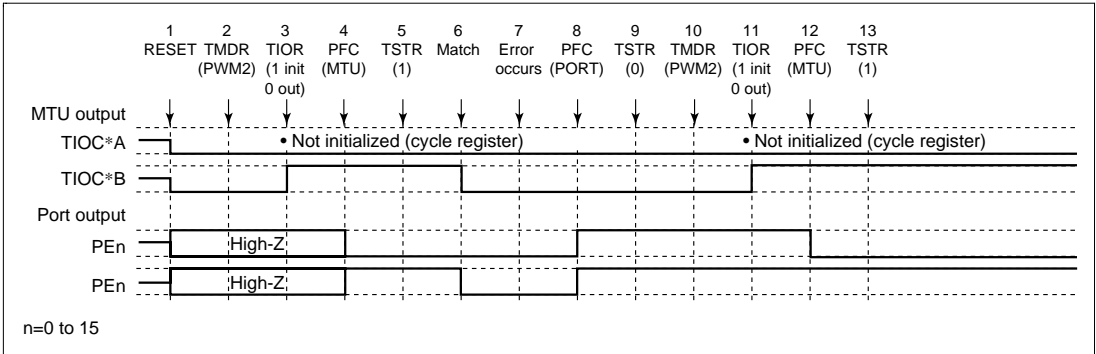 1 2 3 4 5 6 7 8 9 10 11 12 13
RESET TMDR TIOR PFC TSTR Match Error PFC TSTR TMDR TIOR PFC TSTR
(PWM2) (1 init (MTU) (1) occurs (PORT) (0) (PWM2) (1 init (MTU) (1)
0 out) 0 out)
MTU output
TIOC*A • Not initialized (cycle register) • Not initialized (cycle register)
TIOC*B
Port output
PEn High-Z
PEn High-Z
n=0 to 15